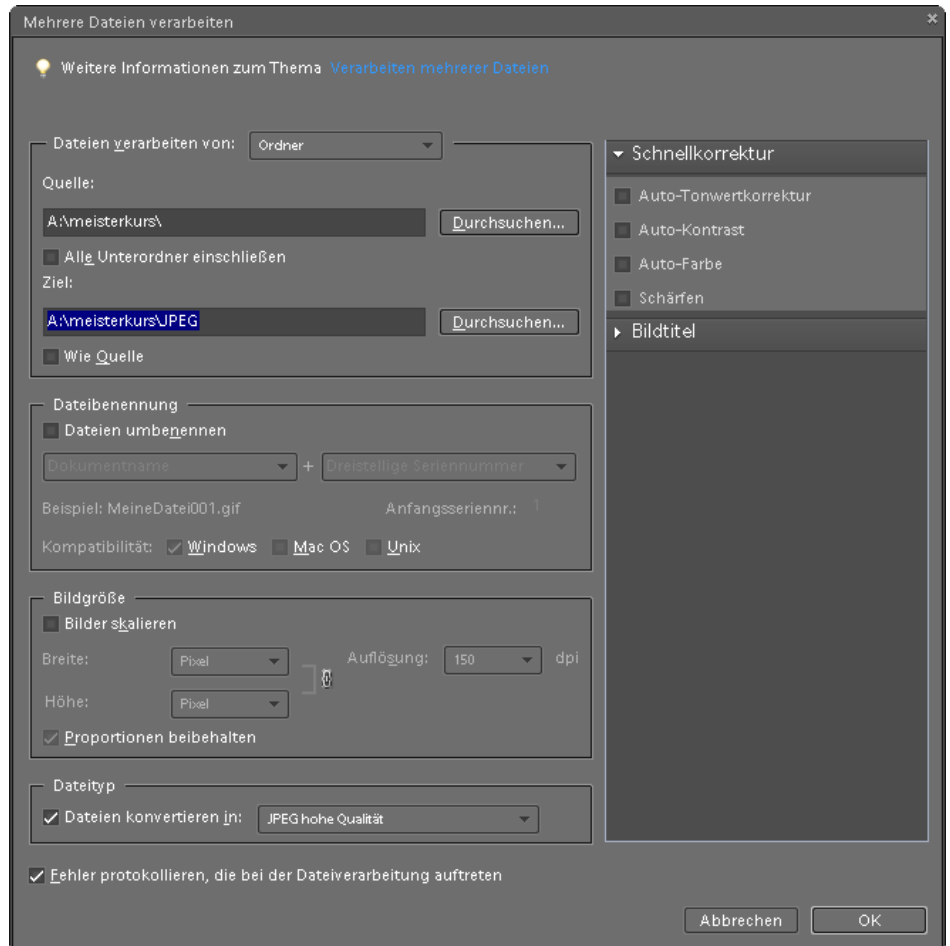 Mehrere Dateien verarbeiten
Weitere Informationen zum Thema Verarbeiten mehrerer Dateien
Dateien verarbeiten von: Ordner
Quelle:
A:\meisterkurs\ Durchsuchen...
Alle Unterordner einschließen
Ziel:
A:\meisterkurs\JPEG Durchsuchen...
Wie Quelle
Dateibenennung
Dateien umbenennen
Dokumentname + Dreistellige Seriennummer
Beispiel: MeineDatei001.gif Anfangsseriennr.: 1
Kompatibilität: Windows Mac OS Unix
Bildgröße
Bilder skalieren
Breite: Pixel Auflösung: 150 dpi
Höhe: Pixel
Proportionen beibehalten
Dateityp
Dateien konvertieren in: JPEG hohe Qualität
Fehler protokollieren, die bei der Dateiverarbeitung auftreten
Schnellkorrektur
Auto-Tonwertkorrektur
Auto-Kontrast
Auto-Farbe
Schärfen
Bildtitel
Abbrechen OK